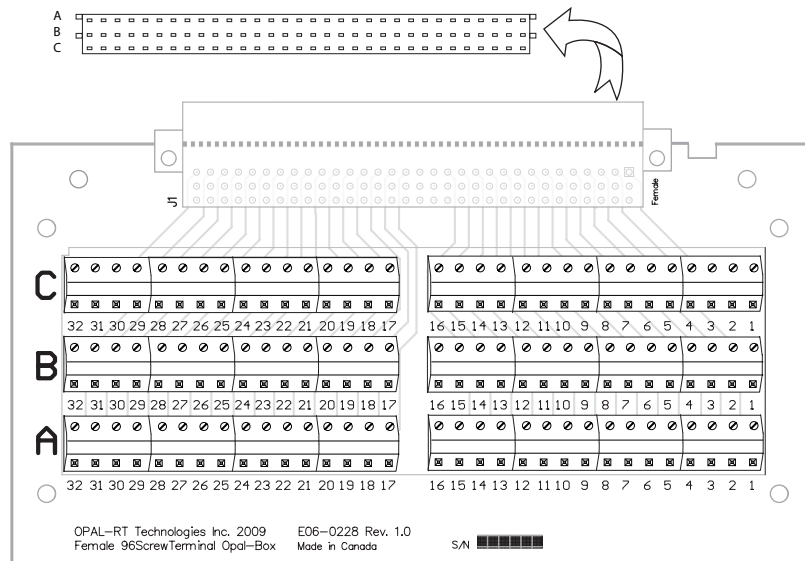 A
B
C
J1
Female
C
32 31 30 29 28 27 26 25 24 23 22 21 20 19 18 17 16 15 14 13 12 11 10 9 8 7 6 5 4 3 2 1
B
32 31 30 29 28 27 26 25 24 23 22 21 20 19 18 17 16 15 14 13 12 11 10 9 8 7 6 5 4 3 2 1
A
32 31 30 29 28 27 26 25 24 23 22 21 20 19 18 17 16 15 14 13 12 11 10 9 8 7 6 5 4 3 2 1
OPAL-RT Technologies Inc. 2009 E06-0228 Rev. 1.0
Female 96ScrewTerminal Opal-Box Made in Canada
S/N